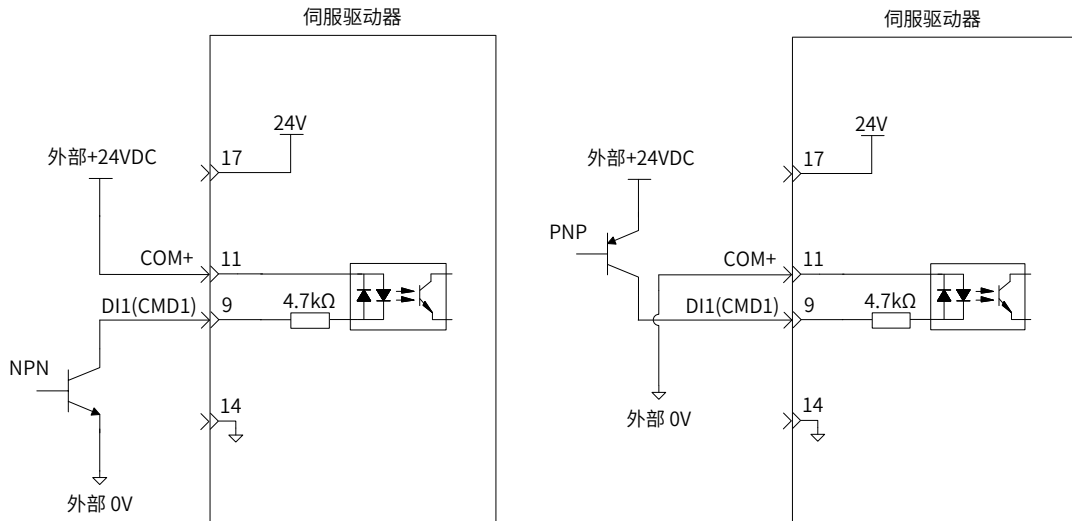 伺服驱动器
24V
17
外部+24VDC
COM+
11
DI1(CMD1)
9
4.7kΩ
NPN
14
外部 0V
伺服驱动器
24V
17
外部+24VDC
PNP
COM+
11
DI1(CMD1)
9
4.7kΩ
外部 0V
14